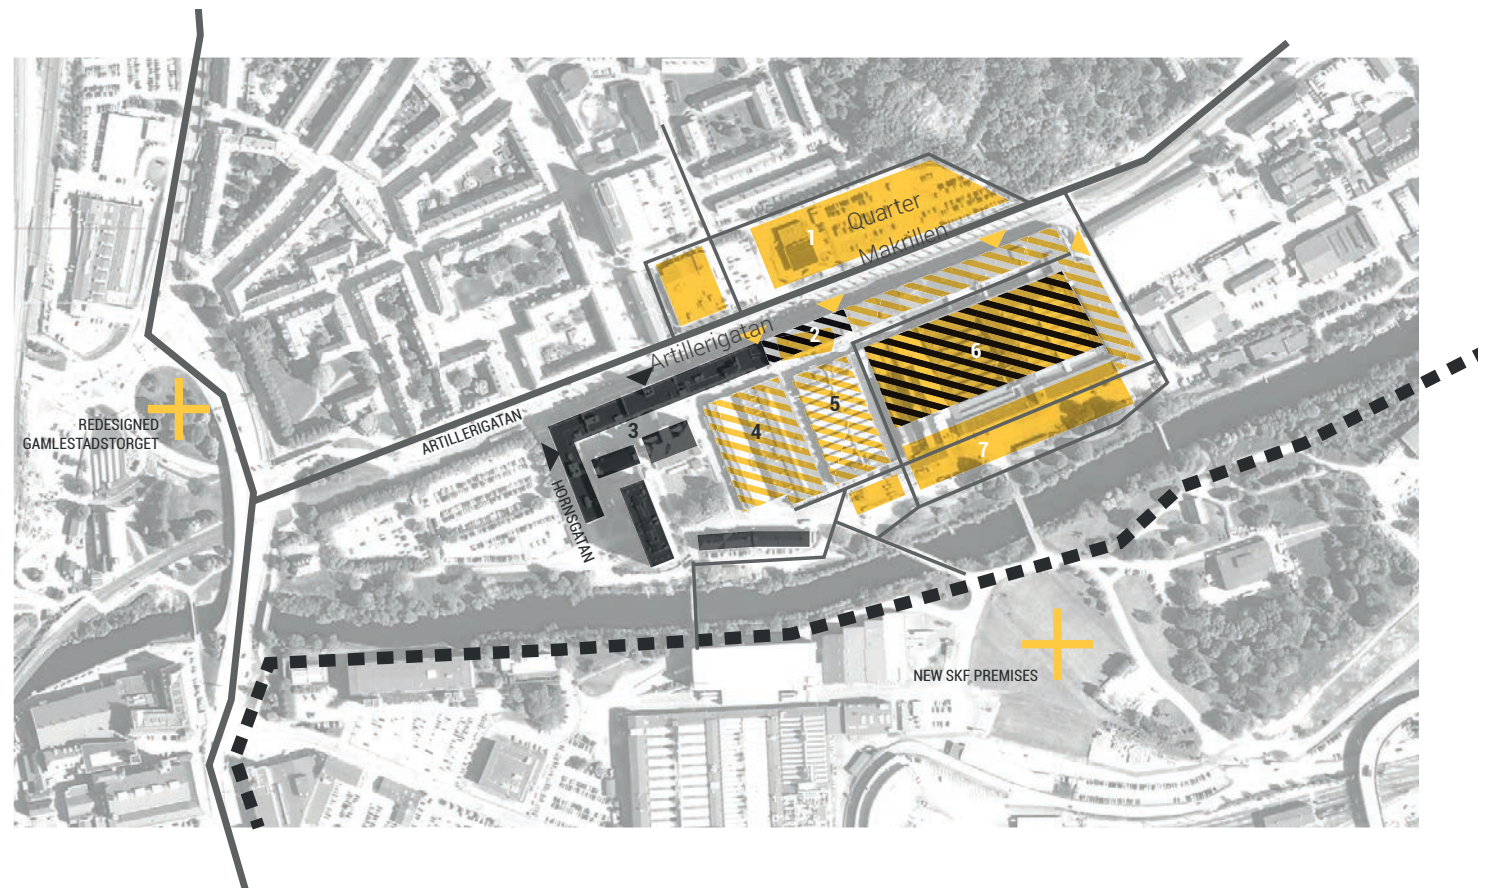 1
Quarter
Makrillen
2
Artillerigatan
6
5
3
4
ARTILLERIGATAN
REDESIGNED
GAMLESTADSTORGET
7
HORNSGATAN
NEW SKF PREMISES